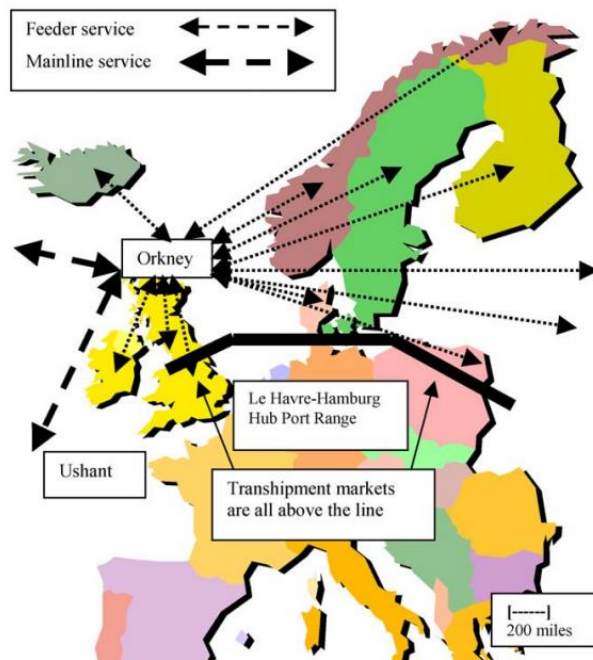 Feeder service
Mainline service
Orkney
Le Havre-Hamburg
Hub Port Range
Ushant
Transhipment markets
are all above the line
|------|
200 miles